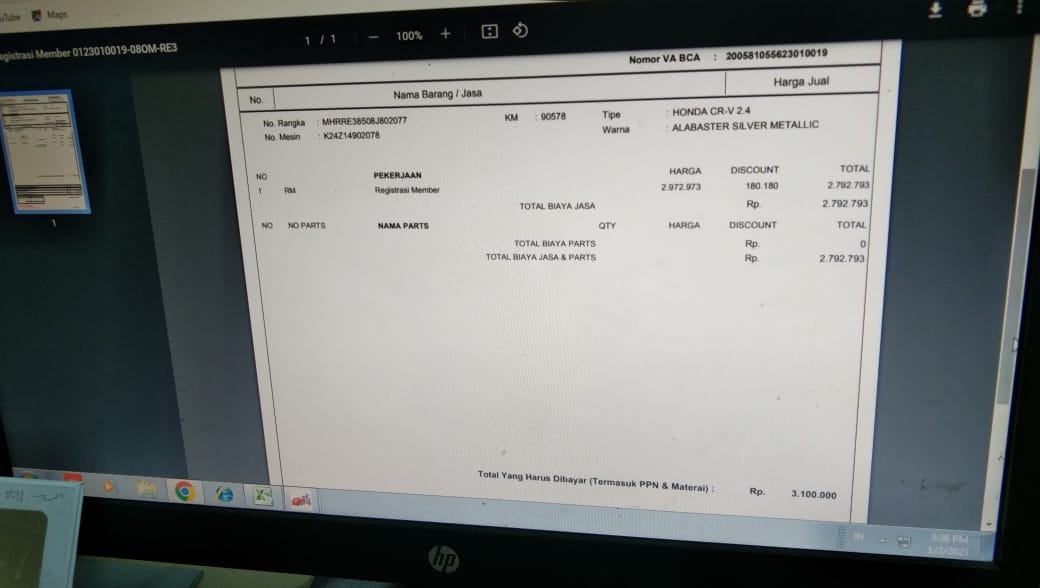 uTube Maps
egistrasi Member 0123010019-08OM-RE3
1 / 1 − 100% +
Nomor VA BCA : 200581055623010019
No. Nama Barang / Jasa Harga Jual
No. Rangka : MHRRE38508J802077 KM : 90578 Tipe : HONDA CR-V 2.4
No. Mesin : K24Z14902078 Warna : ALABASTER SILVER METALLIC
NO PEKERJAAN HARGA DISCOUNT TOTAL
1 RM Registrasi Member 2.972.973 180.180 2.792.793
TOTAL BIAYA JASA Rp. 2.792.793
NO NO PARTS NAMA PARTS QTY HARGA DISCOUNT TOTAL
TOTAL BIAYA PARTS Rp. 0
TOTAL BIAYA JASA & PARTS Rp. 2.792.793
Total Yang Harus Dibayar (Termasuk PPN & Materai) : Rp. 3.100.000
1
IN 3:38 PM
1/3/2023
hp